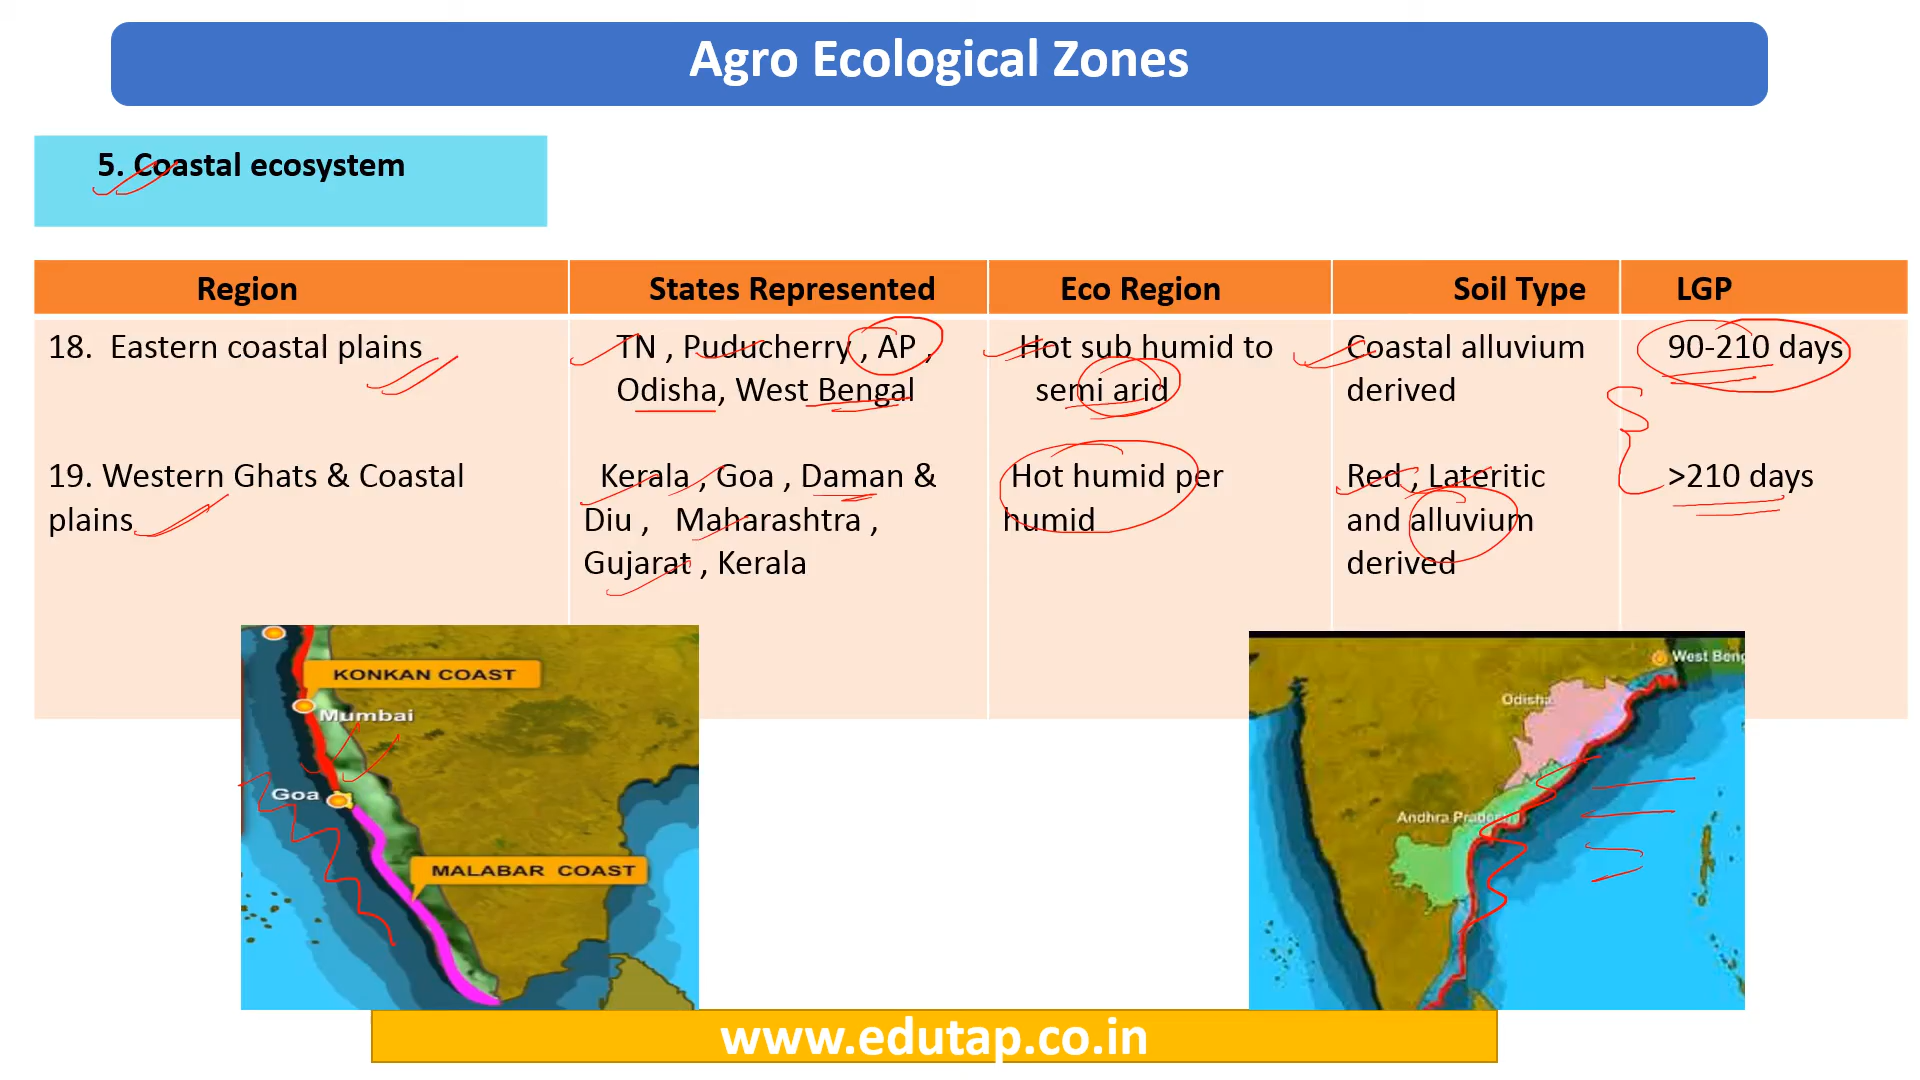 Agro Ecological Zones
5. Coastal ecosystem
Region
States Represented
Eco Region
Soil Type
LGP
18. Eastern coastal plains
TN , Puducherry , AP ,
Odisha, West Bengal
Hot sub humid to
semi arid
Coastal alluvium
derived
90-210 days
19. Western Ghats & Coastal
plains
Kerala , Goa , Daman &
Diu , Maharashtra ,
Gujarat , Kerala
Hot humid per
humid
Red , Lateritic
and alluvium
derived
>210 days
KONKAN COAST
Mumbai
Goa
MALABAR COAST
West Beng
Odisha
Andhra Pradesh
www.edutap.co.in